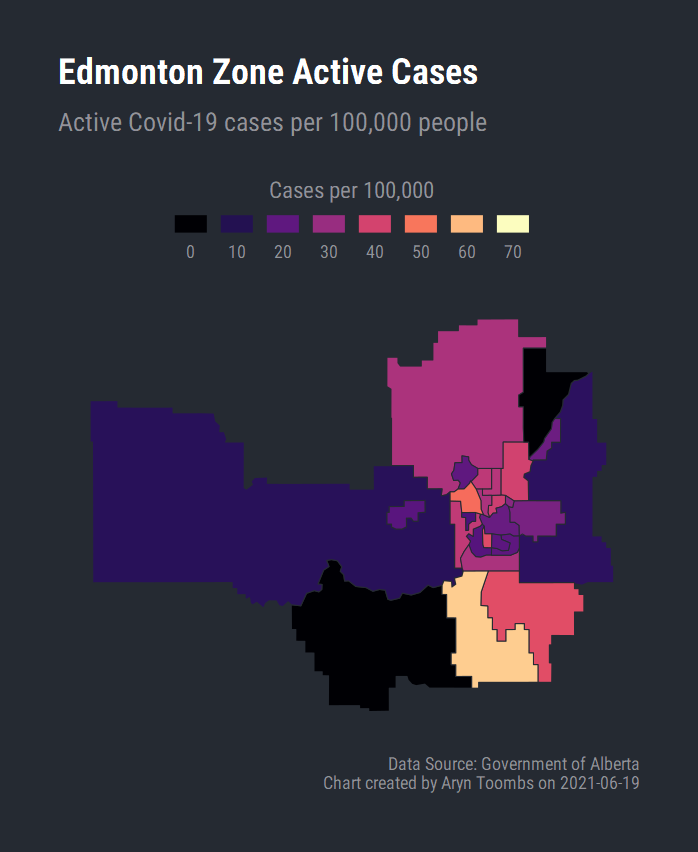 Edmonton Zone Active Cases
Active Covid-19 cases per 100,000 people
Cases per 100,000
0 10 20 30 40 50 60 70
Data Source: Government of Alberta
Chart created by Aryn Toombs on 2021-06-19